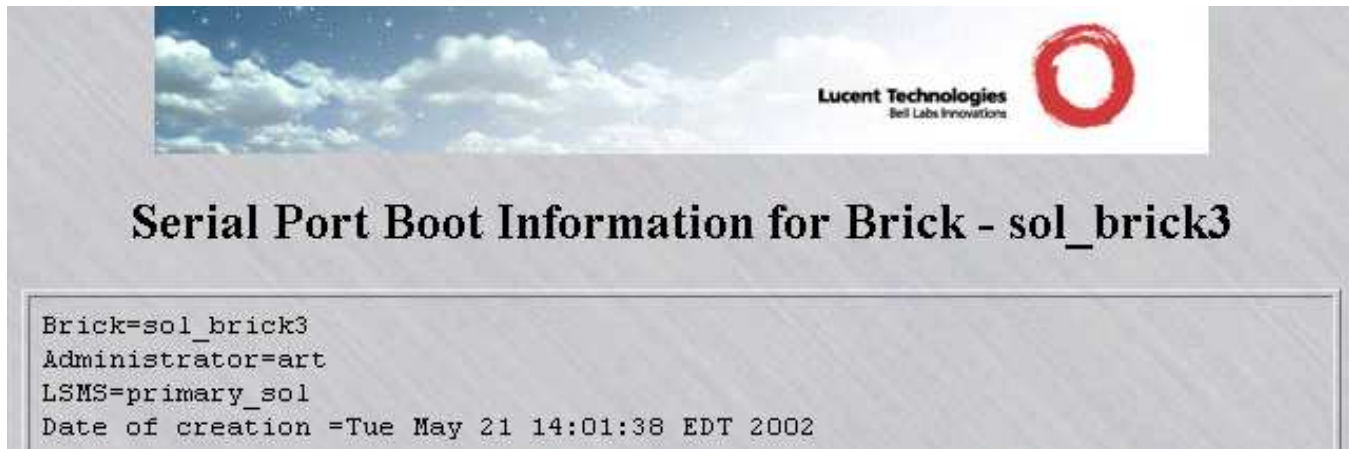 Lucent Technologies
Bell Labs Innovations
Serial Port Boot Information for Brick - sol_brick3
Brick=sol_brick3
Administrator=art
LSMS=primary_sol
Date of creation =Tue May 21 14:01:38 EDT 2002